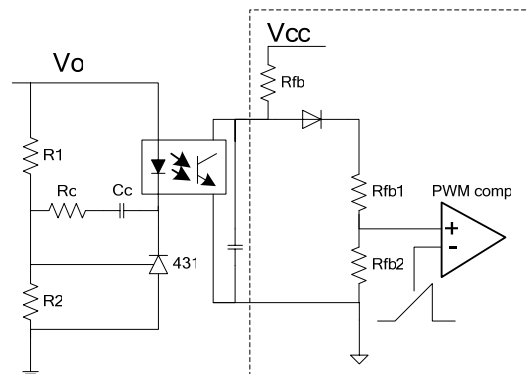 Vcc
Vo
Rfb
R1
Rc
Cc
Rfb1
PWM comp
+
-
431
Rfb2
R2